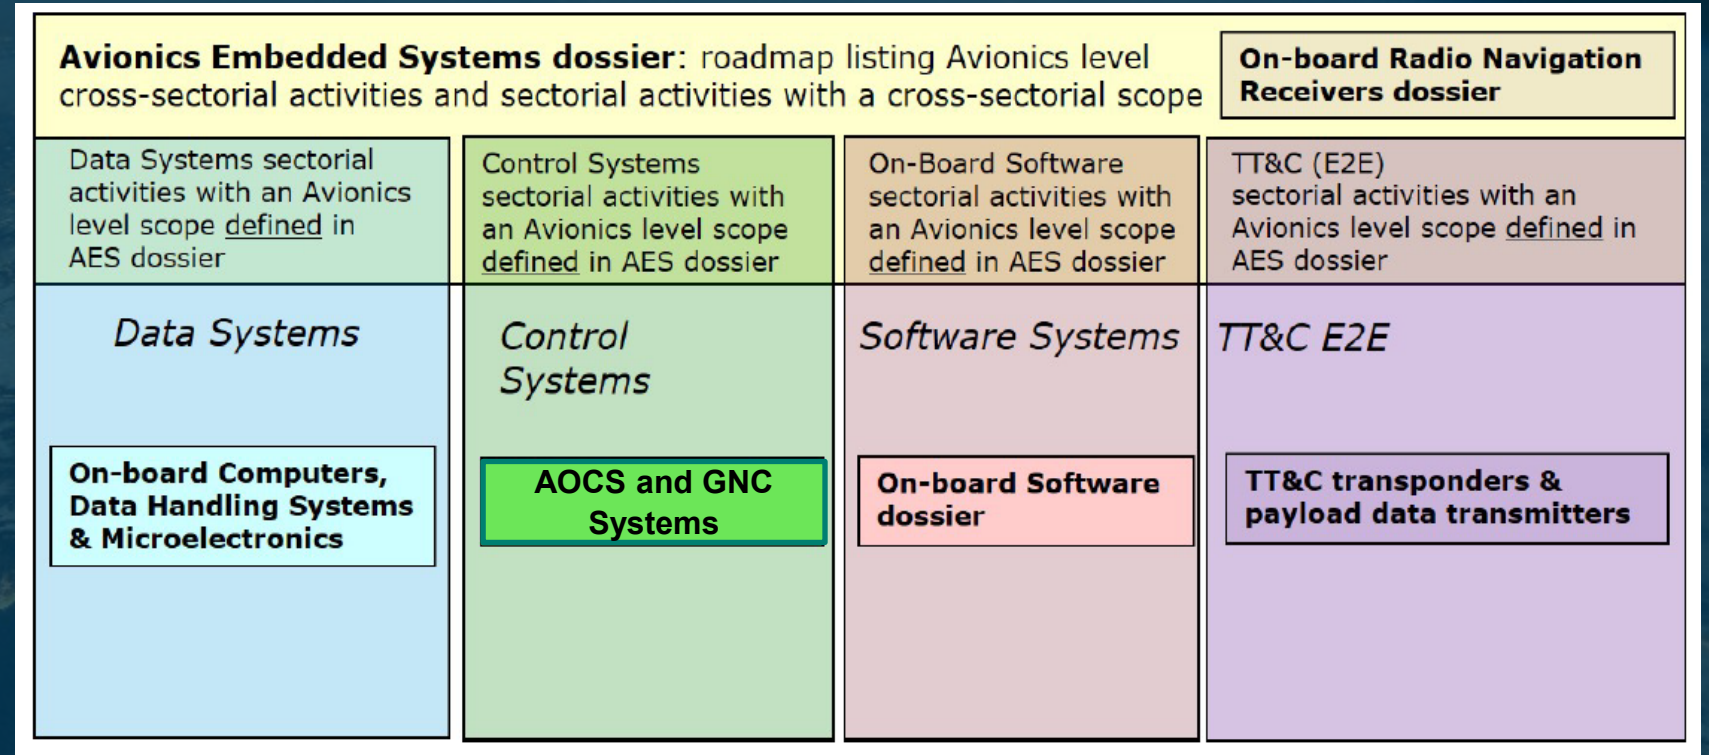 Avionics Embedded Systems dossier: roadmap listing Avionics level
cross-sectorial activities and sectorial activities with a cross-sectorial scope
On-board Radio Navigation
Receivers dossier
Data Systems sectorial
activities with an Avionics
level scope defined in
AES dossier
Control Systems
sectorial activities with
an Avionics level scope
defined in AES dossier
On-Board Software
sectorial activities with
an Avionics level scope
defined in AES dossier
TT&C (E2E)
sectorial activities with an
Avionics level scope defined in
AES dossier
Data Systems
Control
Systems
Software Systems
TT&C E2E
On-board Computers,
Data Handling Systems
& Microelectronics
AOCS and GNC
Systems
On-board Software
dossier
TT&C transponders &
payload data transmitters